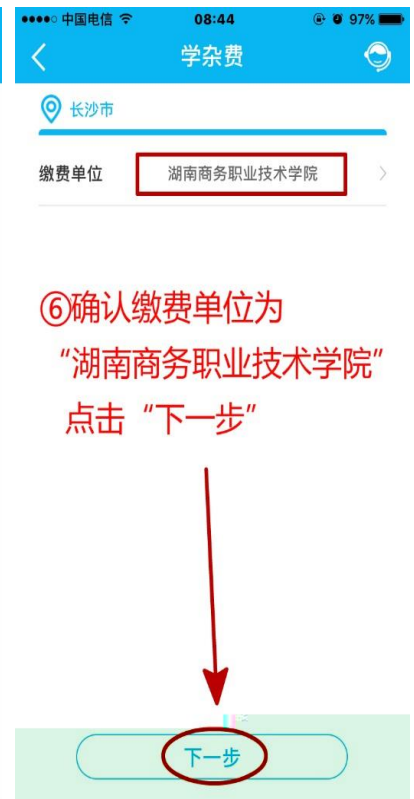 中国电信 08:44 97%
学杂费
长沙市
缴费单位 湖南商务职业技术学院
⑥确认缴费单位为
“湖南商务职业技术学院”
点击“下一步”
下一步